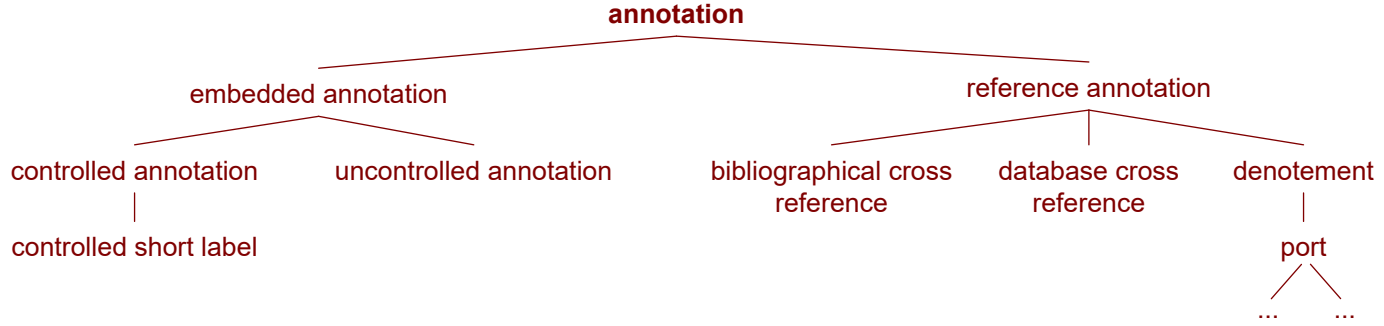 annotation
embedded annotation
reference annotation
controlled annotation
uncontrolled annotation
bibliographical cross
reference
database cross
reference
denotement
controlled short label
port
...
...